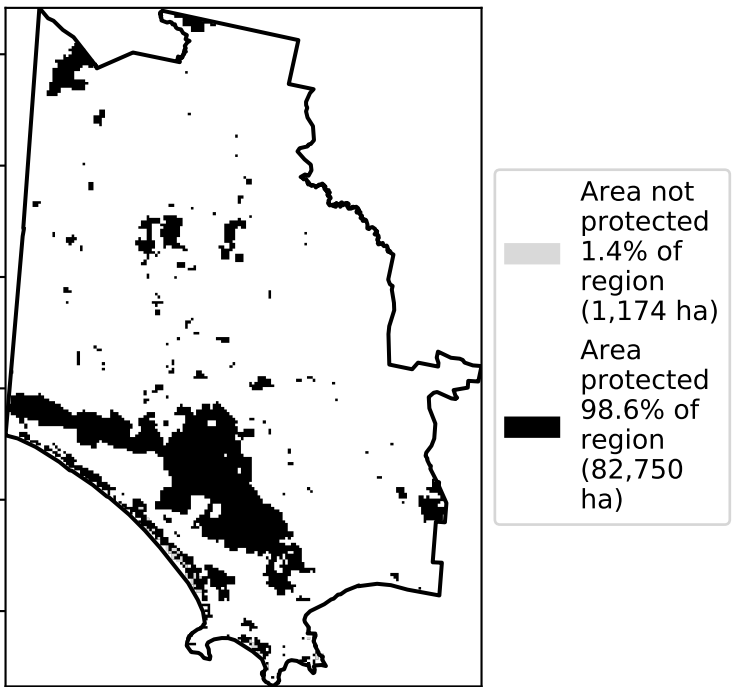 Area not
protected
1.4% of
region
(1,174 ha)
Area
protected
98.6% of
region
(82,750
ha)